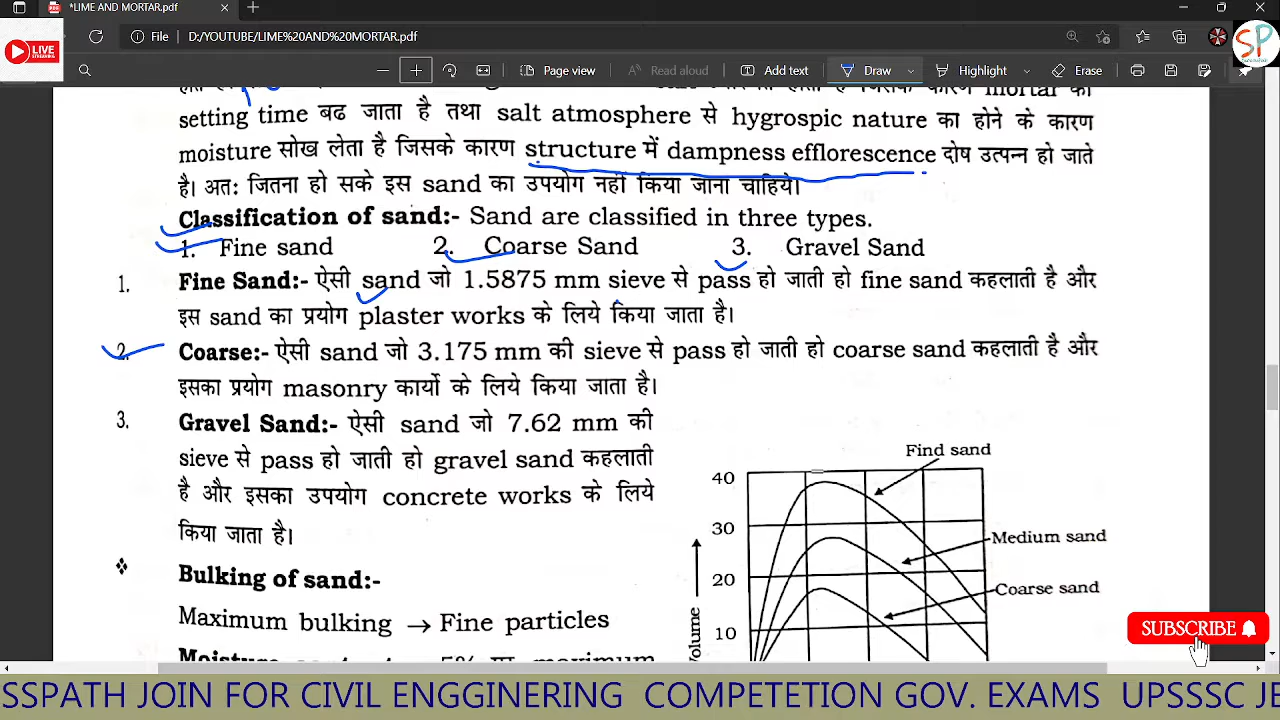 *LIME AND MORTAR.pdf
LIVE
File D:/YOUTUBE/LIME%20AND%20MORTAR.pdf
SP
Page view Read aloud Add text Draw Highlight Erase
जिसके कारण mortar का
setting time बढ जाता है तथा salt atmosphere से hygrospic nature का होने के कारण
moisture सोख लेता है जिसके कारण structure में dampness efflorescence दोष उत्पन्न हो जाते
है। अतः जितना हो सके इस sand का उपयोग नहीं किया जाना चाहिये।
Classification of sand:- Sand are classified in three types.
1. Fine sand 2. Coarse Sand 3. Gravel Sand
1. Fine Sand:- ऐसी sand जो 1.5875 mm sieve से pass हो जाती हो fine sand कहलाती है और
इस sand का प्रयोग plaster works के लिये किया जाता है।
2. Coarse:- ऐसी sand जो 3.175 mm की sieve से pass हो जाती हो coarse sand कहलाती है और
इसका प्रयोग masonry कार्यो के लिये किया जाता है।
3. Gravel Sand:- ऐसी sand जो 7.62 mm की
sieve से pass हो जाती हो gravel sand कहलाती
है और इसका उपयोग concrete works के लिये
किया जाता है।
Find sand
40
30
Medium sand
20
Coarse sand
10
Volume
❖ Bulking of sand:-
Maximum bulking → Fine particles
SUBSCRIBE
SSPATH JOIN FOR CIVIL ENGGINERING COMPETETION GOV. EXAMS UPSSSC JE